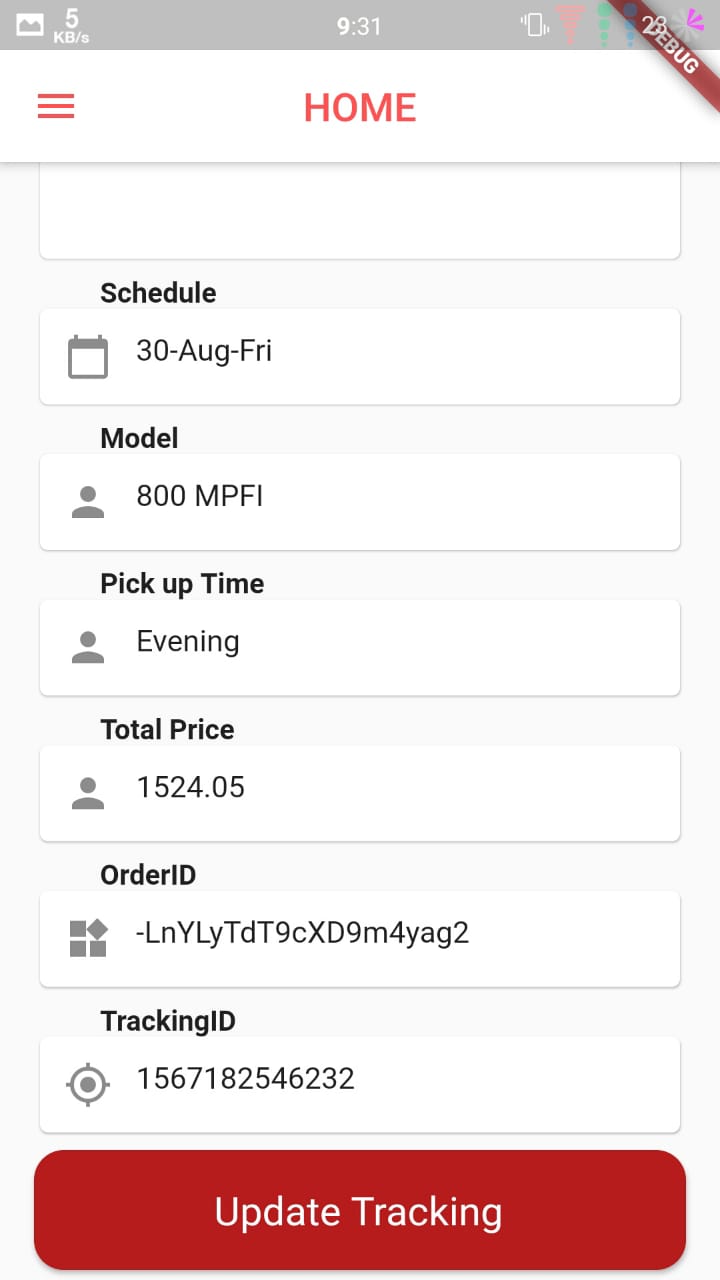 5
KB/s
9:31
23
DEBUG
HOME
Schedule
30-Aug-Fri
Model
800 MPFI
Pick up Time
Evening
Total Price
1524.05
OrderID
-LnYLyTdT9cXD9m4yag2
TrackingID
1567182546232
Update Tracking